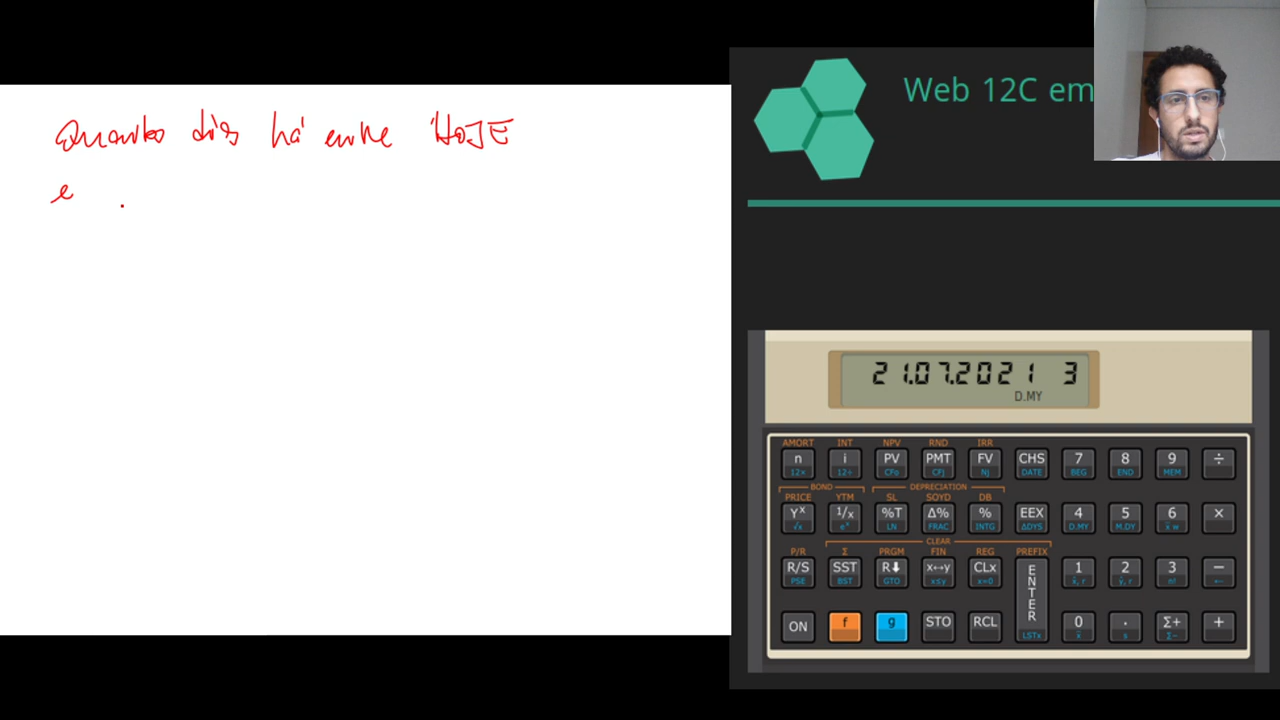 Quantos dias há entre HOJE
e .
Web 12C em
21.07.2021 3
D.MY
AMORT INT NPV RND IRR
n i PV PMT FV CHS 7 8 9 ÷
12× 12÷ CFo CFj Nj DATE BEG END MEM
BOND DEPRECIATION
PRICE YTM SL SOYD DB
Yˣ 1/x %T Δ% % EEX 4 5 6 ×
√x eˣ LN FRAC INTG ΔDYS D.MY M.DY x̄ w
CLEAR
P/R Σ PRGM FIN REG PREFIX
R/S SST R⬇ x↔y CLx ENTER 1 2 3 −
PSE BST GTO x≤y x=0 x̂, r ŷ, r n! ←
ON f g STO RCL 0 . Σ+ +
LSTx x̄ s Σ−